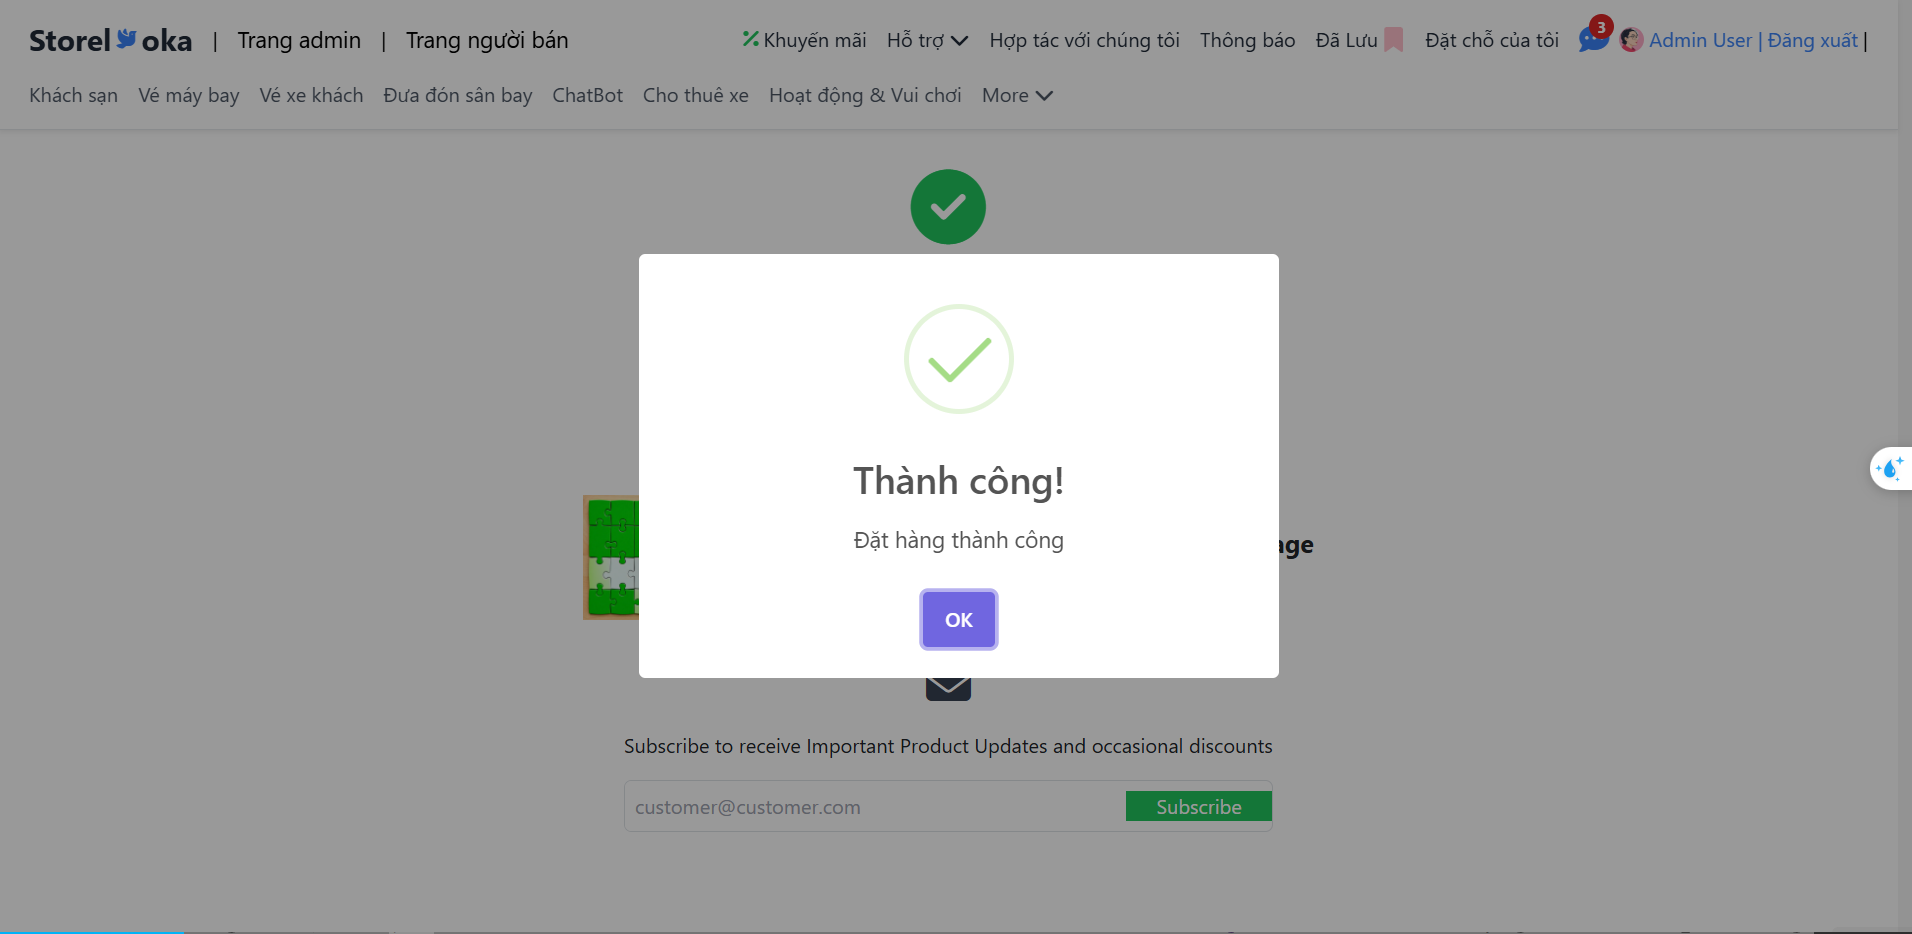 Storel oka | Trang admin | Trang người bán
Khuyến mãi Hỗ trợ Hợp tác với chúng tôi Thông báo Đã Lưu Đặt chỗ của tôi 3 Admin User | Đăng xuất |
Khách sạn Vé máy bay Vé xe khách Đưa đón sân bay ChatBot Cho thuê xe Hoạt động & Vui chơi More
Thành công!
Đặt hàng thành công
age
OK
Subscribe to receive Important Product Updates and occasional discounts
customer@customer.com Subscribe